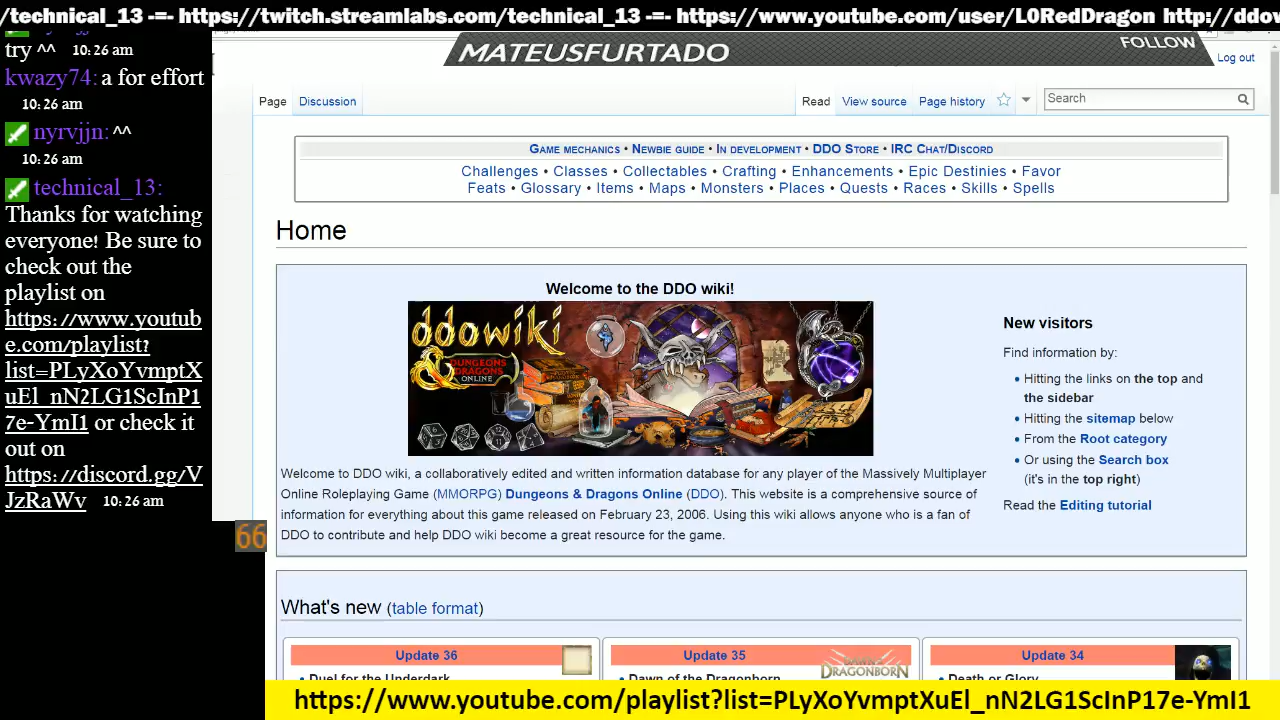 /technical_13 -=- https://twitch.streamlabs.com/technical_13 -=- https://www.youtube.com/user/L0RedDragon http://ddow
try ^^ 10:26 am
kwazy74: a for effort
10:26 am
nyrvjjn: ^^
10:26 am
technical_13:
Thanks for watching
everyone! Be sure to
check out the
playlist on
https://www.youtub
e.com/playlist?
list=PLyXoYvmptX
uEl_nN2LG1ScInP1
7e-YmI1 or check it
out on
https://discord.gg/V
JzRaWv 10:26 am
66
MATEUSFURTADO
FOLLOW
Log out
Page Discussion Read View source Page history Search
Game mechanics • Newbie guide • In development • DDO Store • IRC Chat/Discord
Challenges • Classes • Collectables • Crafting • Enhancements • Epic Destinies • Favor
Feats • Glossary • Items • Maps • Monsters • Places • Quests • Races • Skills • Spells
Home
Welcome to the DDO wiki!
ddowiki
DUNGEONS
DRAGONS
ONLINE
Welcome to DDO wiki, a collaboratively edited and written information database for any player of the Massively Multiplayer
Online Roleplaying Game (MMORPG) Dungeons & Dragons Online (DDO). This website is a comprehensive source of
information for everything about this game released on February 23, 2006. Using this wiki allows anyone who is a fan of
DDO to contribute and help DDO wiki become a great resource for the game.
New visitors
Find information by:
• Hitting the links on the top and
the sidebar
• Hitting the sitemap below
• From the Root category
• Or using the Search box
(it's in the top right)
Read the Editing tutorial
What's new (table format)
Update 36
• Duel for the Underdark
Update 35
DRAGONBORN
• Dawn of the Dragonborn
Update 34
• Death or Glory
https://www.youtube.com/playlist?list=PLyXoYvmptXuEl_nN2LG1ScInP17e-YmI1